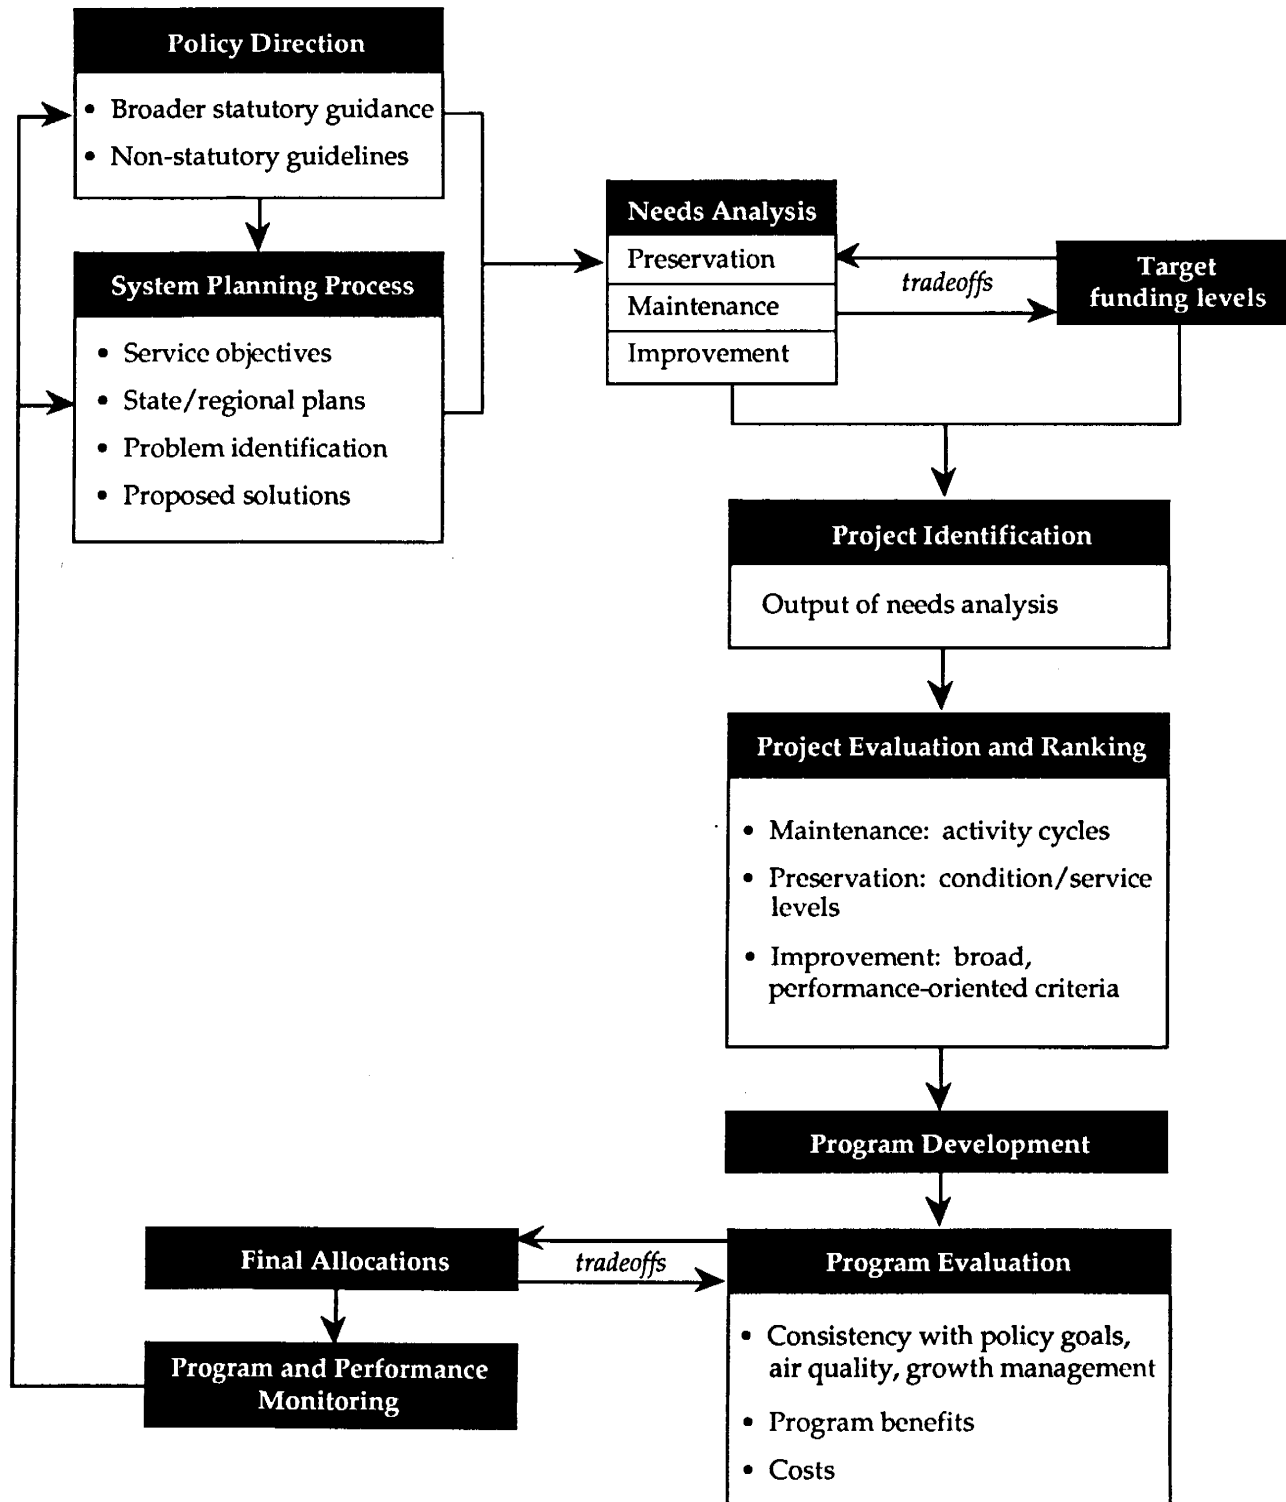 Policy Direction
• Broader statutory guidance
• Non-statutory guidelines
System Planning Process
• Service objectives
• State/regional plans
• Problem identification
• Proposed solutions
Needs Analysis
Preservation
Maintenance
Improvement
tradeoffs
Target
funding levels
Project Identification
Output of needs analysis
Project Evaluation and Ranking
• Maintenance: activity cycles
• Preservation: condition/service
levels
• Improvement: broad,
performance-oriented criteria
Program Development
Final Allocations
tradeoffs
Program Evaluation
• Consistency with policy goals,
air quality, growth management
• Program benefits
• Costs
Program and Performance
Monitoring